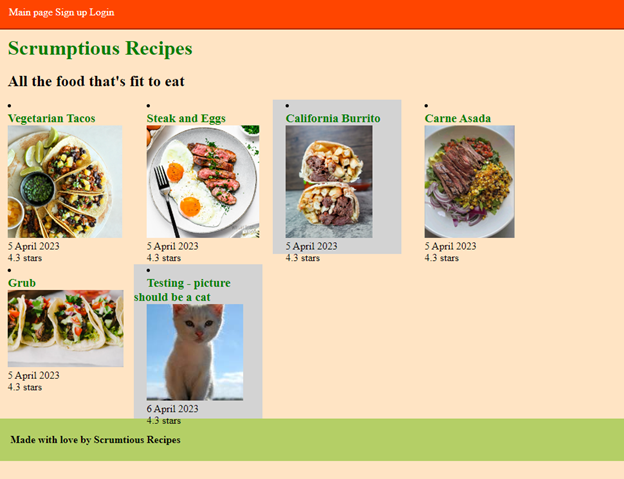 Main page Sign up Login
Scrumptious Recipes
All the food that's fit to eat
Vegetarian Tacos
5 April 2023
4.3 stars
Steak and Eggs
5 April 2023
4.3 stars
California Burrito
5 April 2023
4.3 stars
Carne Asada
5 April 2023
4.3 stars
Grub
5 April 2023
4.3 stars
Testing - picture
should be a cat
6 April 2023
4.3 stars
Made with love by Scrumtious Recipes